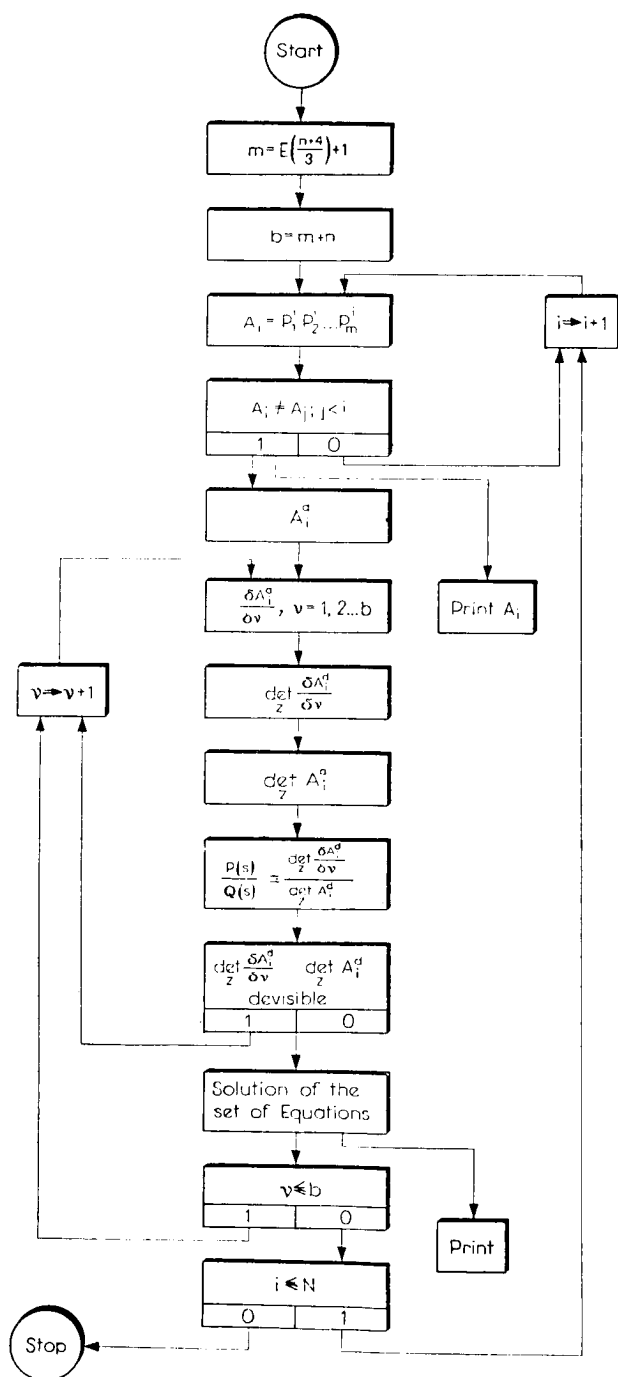 Start
m=E(n+4/3)+1
b=m+n
A_i = P_1^i P_2^i ... P_m^i
i⇒i+1
A_i ≠ A_j; j<i
1 0
A_i^d
δA_i^d/δν, ν=1, 2...b
Print A_i
ν⇒ν+1
det_z δA_i^d/δν
det_z A_i^d
P(s)/Q(s) = det_z δA_i^d/δν / det_z A_i^d
det_z δA_i^d/δν det_z A_i^d
devisible
1 0
Solution of the
set of Equations
ν⩽b
1 0
Print
i⩽N
0 1
Stop